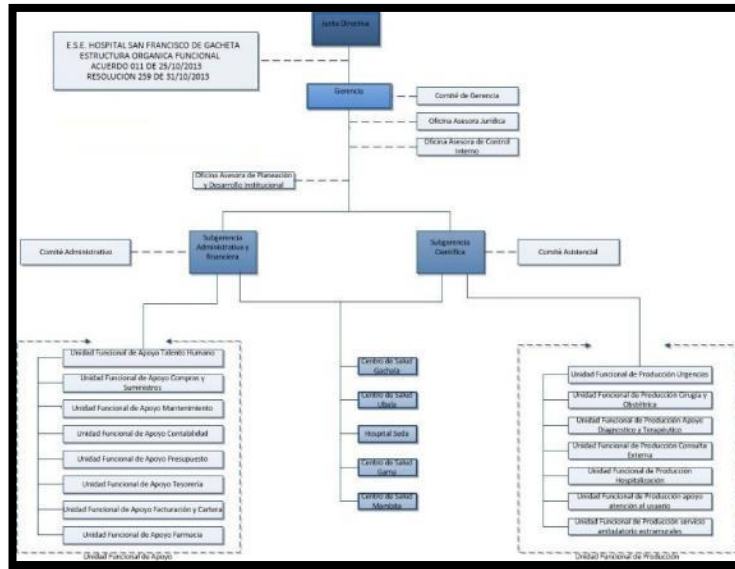 Junta Directiva
E.S.E. HOSPITAL SAN FRANCISCO DE GACHETA
ESTRUCTURA ORGANICA FUNCIONAL
ACUERDO 011 DE 25/10/2013
RESOLUCION 259 DE 31/10/2013
Gerencia
Comité de Gerencia
Oficina Asesora Jurídica
Oficina Asesora de Control
Interno
Oficina Asesora de Planeación
y Desarrollo Institucional
Comité Administrativo
Subgerencia
Administrativa y
financiera
Subgerencia
Científica
Comité Asistencial
Unidad Funcional de Apoyo Talento Humano
Unidad Funcional de Apoyo Compras y
Suministros
Unidad Funcional de Apoyo Mantenimiento
Unidad Funcional de Apoyo Contabilidad
Unidad Funcional de Apoyo Presupuesto
Unidad Funcional de Apoyo Tesorería
Unidad Funcional de Apoyo Facturación y Cartera
Unidad Funcional de Apoyo Farmacia
Unidad Funcional de Apoyo
Centro de Salud
Gachala
Centro de Salud
Ubala
Hospital Sede
Centro de Salud
Gama
Centro de Salud
Unidad Funcional de Producción Urgencias
Unidad Funcional de Producción Cirugía y
Obstétrica
Unidad Funcional de Producción Apoyo
Diagnostico y Terapéutico
Unidad Funcional de Producción Consulta
Externa
Unidad Funcional de Producción
Hospitalización
Unidad Funcional de Producción apoyo
atención al usuario
Unidad Funcional de Producción servicio
ambulatorio extramurales
Unidad Funcional de Producción